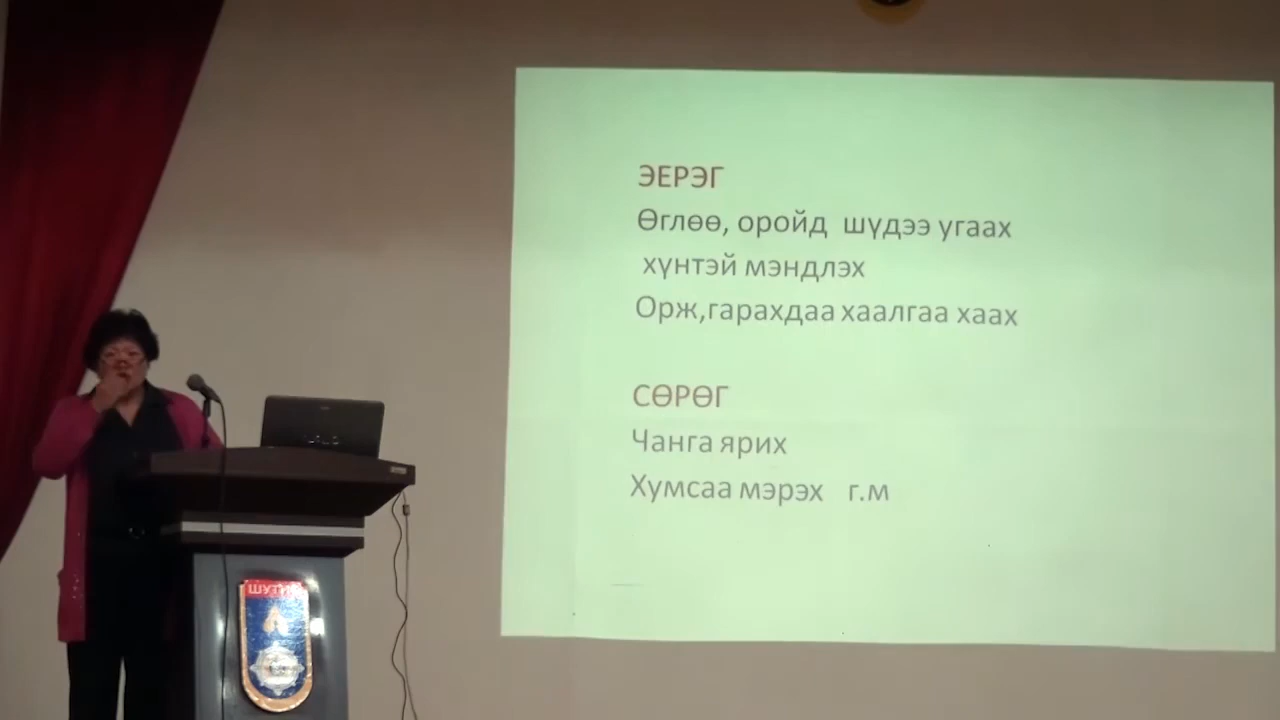 ЭЕРЭГ
Өглөө, оройд шүдээ угаах
хүнтэй мэндлэх
Орж,гарахдаа хаалгаа хаах
СӨРӨГ
Чанга ярих
Хумсаа мэрэх г.м
ШУТИС